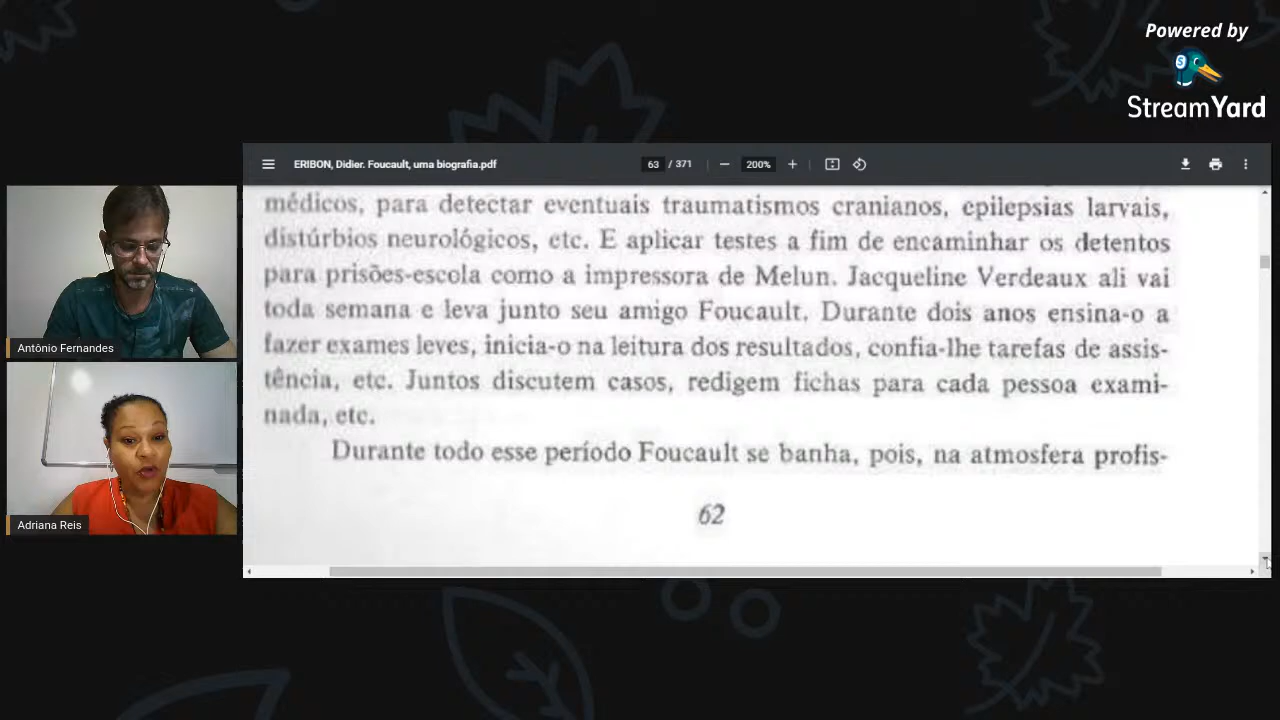 Powered by
StreamYard
ERIBON, Didier. Foucault, uma biografia.pdf
63 / 371
200%
médicos, para detectar eventuais traumatismos cranianos, epilepsias larvais,
distúrbios neurológicos, etc. E aplicar testes a fim de encaminhar os detentos
para prisões-escola como a impressora de Melun. Jacqueline Verdeaux ali vai
toda semana e leva junto seu amigo Foucault. Durante dois anos ensina-o a
fazer exames leves, inicia-o na leitura dos resultados, confia-lhe tarefas de assis-
tência, etc. Juntos discutem casos, redigem fichas para cada pessoa exami-
nada, etc.
Durante todo esse período Foucault se banha, pois, na atmosfera profis-
62
Antônio Fernandes
Adriana Reis